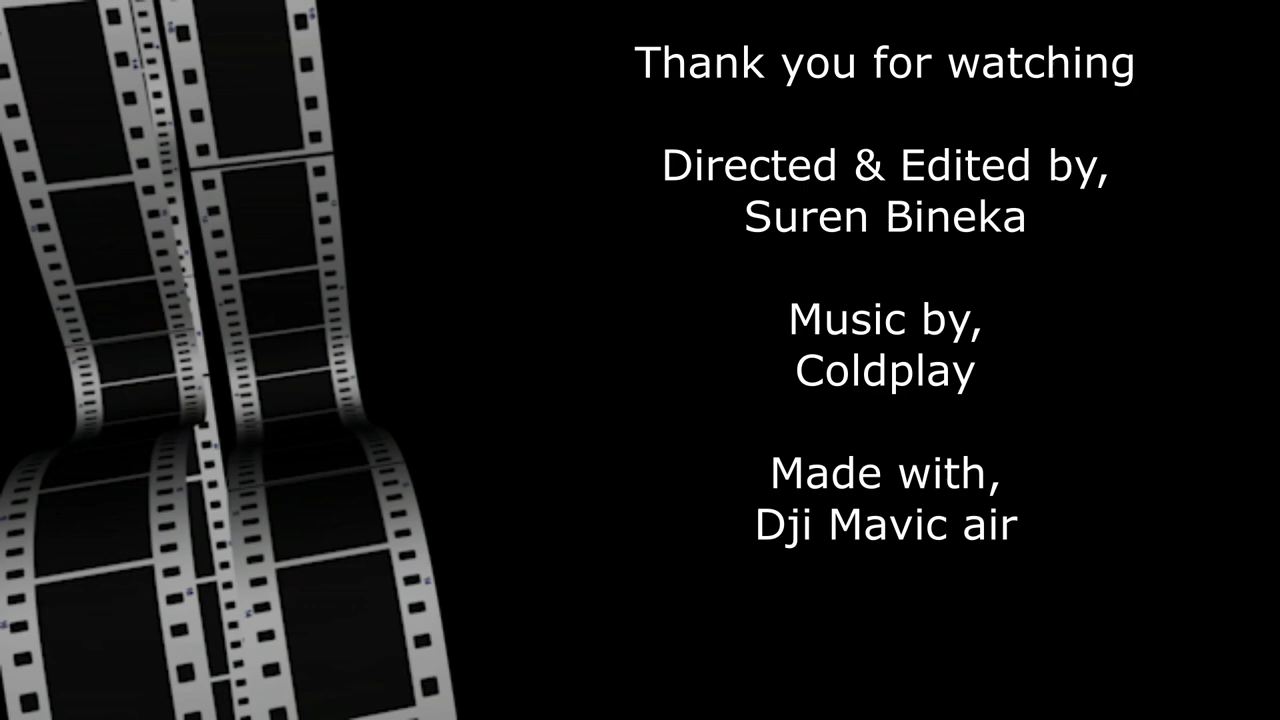 Thank you for watching
Directed & Edited by,
Suren Bineka
Music by,
Coldplay
Made with,
Dji Mavic air